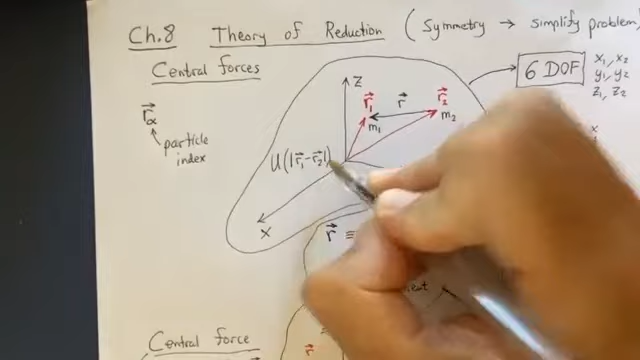 Ch.8 Theory of Reduction (Symmetry → simplify problem)
Central forces
6 DOF
x₁, x₂
y₁, y₂
z₁, z₂
z
r⃗₁
r⃗
r⃗₂
r⃗α
m₁
m₂
particle
index
U(|r⃗₁-r⃗₂|)
x
x
r⃗ ≡
Central force
r⃗